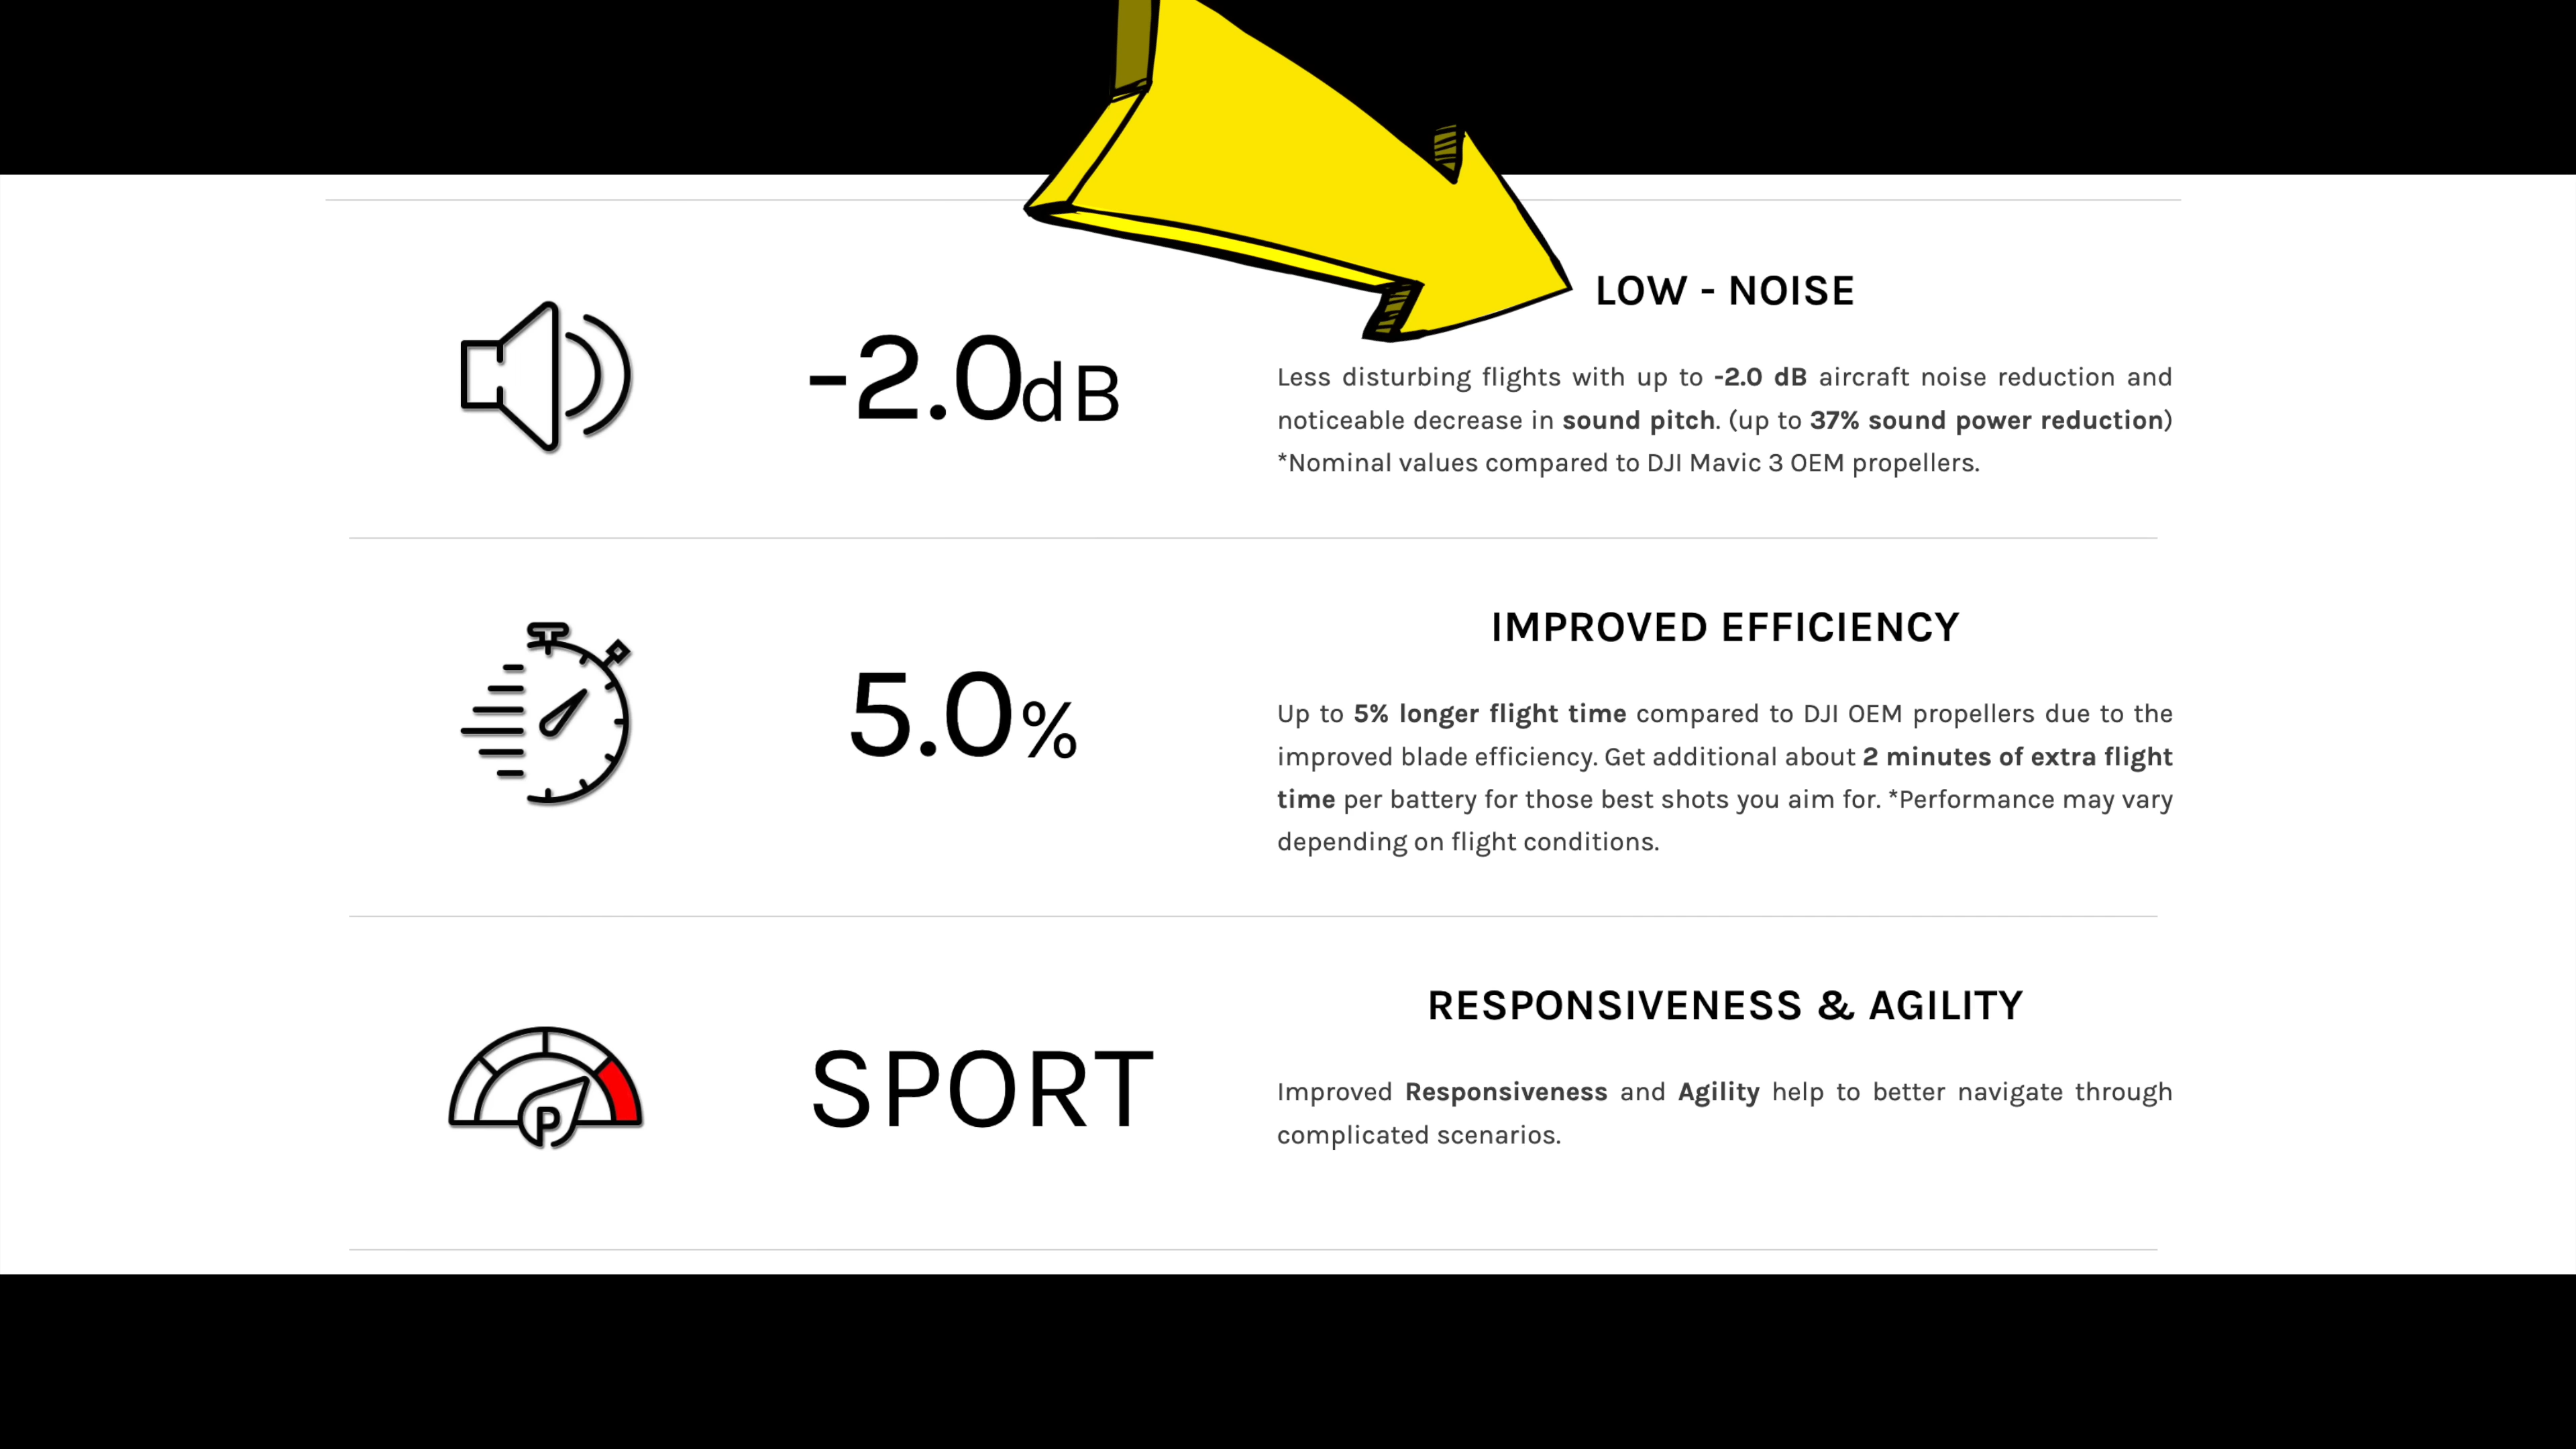 LOW - NOISE
-2.0dB
Less disturbing flights with up to -2.0 dB aircraft noise reduction and
noticeable decrease in sound pitch. (up to 37% sound power reduction)
*Nominal values compared to DJI Mavic 3 OEM propellers.
IMPROVED EFFICIENCY
5.0%
Up to 5% longer flight time compared to DJI OEM propellers due to the
improved blade efficiency. Get additional about 2 minutes of extra flight
time per battery for those best shots you aim for. *Performance may vary
depending on flight conditions.
RESPONSIVENESS & AGILITY
P
SPORT
Improved Responsiveness and Agility help to better navigate through
complicated scenarios.